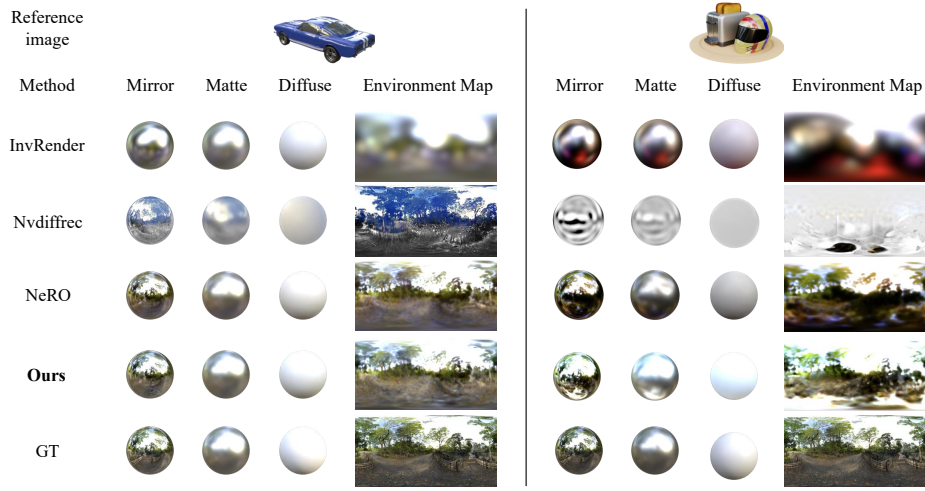 Reference
image
Method Mirror Matte Diffuse Environment Map Mirror Matte Diffuse Environment Map
InvRender
Nvdiffrec
NeRO
Ours
GT